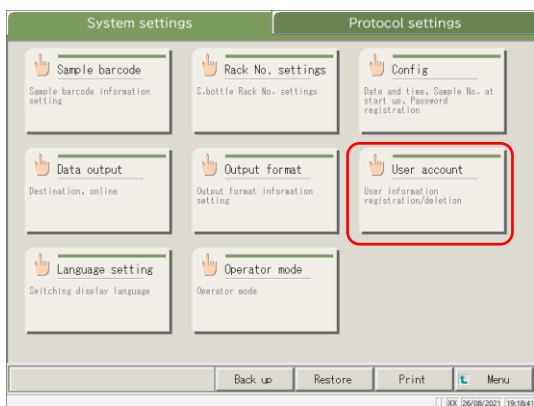 System settings
Protocol settings
Sample barcode
Sample barcode information
setting
Rack No. settings
S.bottle Rack No. settings
Config
Date and time, Sample No. at
start up, Password
registration
Data output
Destination, online
Output format
Output format information
setting
User account
User information
registration/deletion
Language setting
Switching display language
Operator mode
Operator mode
Back up
Restore
Print
Menu
XX 26/08/2021 19:18:41